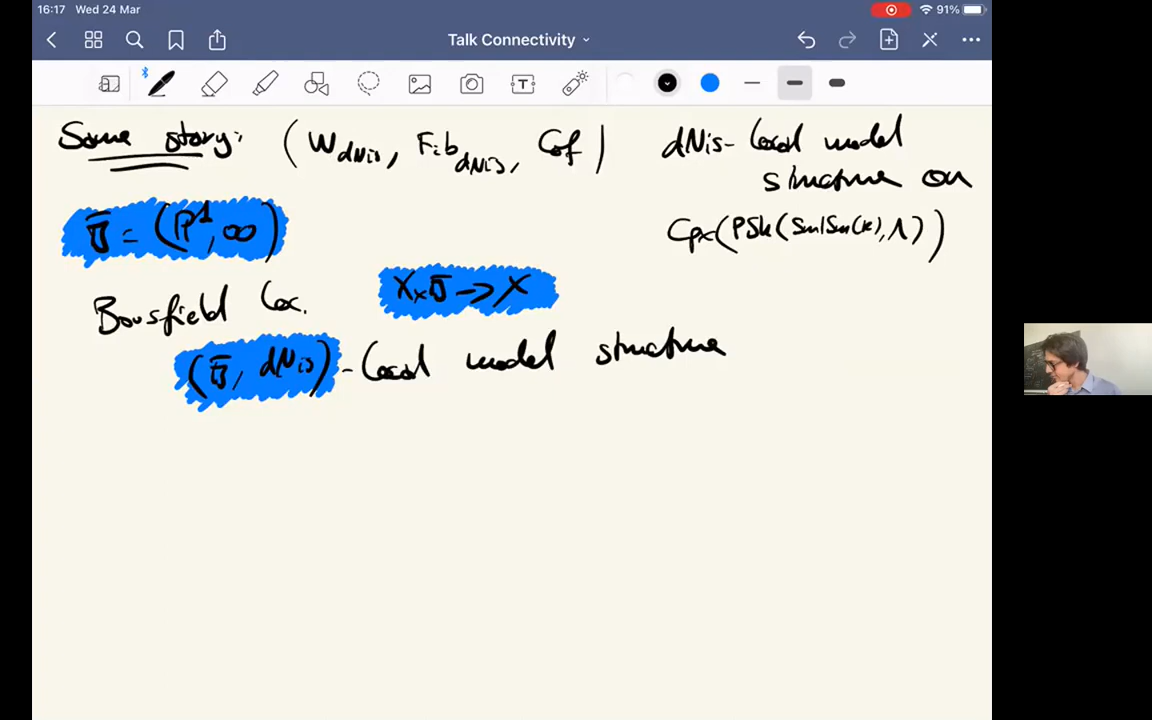 16:17 Wed 24 Mar
91%
Talk Connectivity
Same story: (W_dNis, Fib_dNis, Cof) dNis-local model
structure on
□̅ = (P¹, ∞)
Cpx(PSh(SmlSm(k), Λ))
Bousfield loc. X×□̅ → X
(□̅, dNis)-local model structure